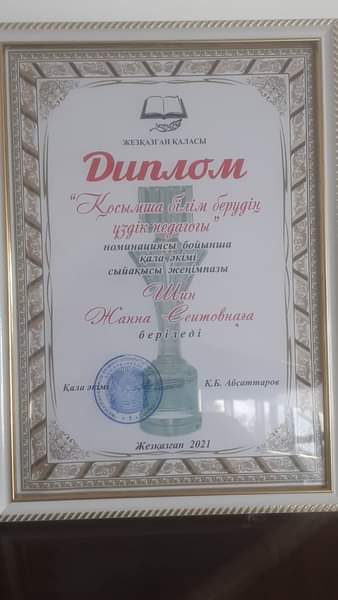 ЖЕЗҚАЗҒАН ҚАЛАСЫ
Диплом
"Қосымша білім берудің
үздік педагогы"
номинациясы бойынша
қала әкімі
сыйақысы жеңімпазы
Шин
Жанна Сеитовнаға
беріледі
Қала әкімі Қ.Б. Абсаттаров
Жезқазған 2021